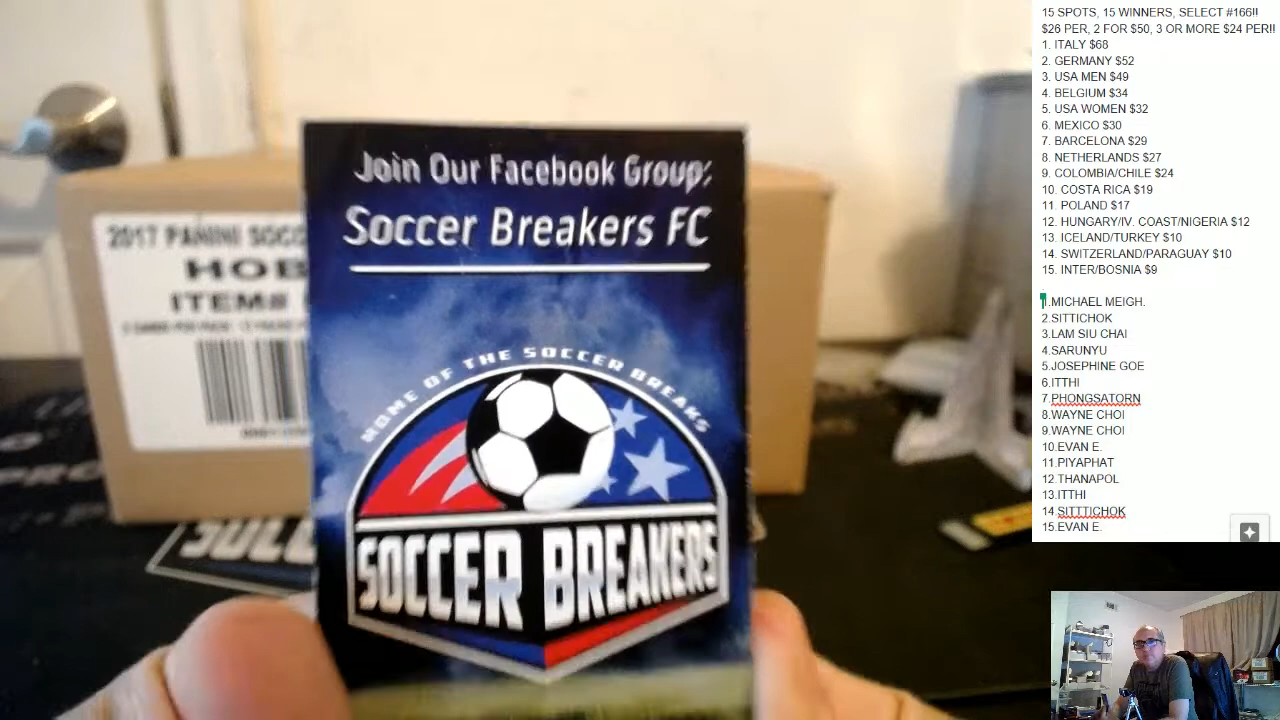 Join Our Facebook Group:
Soccer Breakers FC
HOME OF THE SOCCER BREAKS
SOCCER BREAKERS
2017 PANINI SOCC
HOB
ITEM#
15 SPOTS, 15 WINNERS, SELECT #166!!
$26 PER, 2 FOR $50, 3 OR MORE $24 PER!!
1. ITALY $68
2. GERMANY $52
3. USA MEN $49
4. BELGIUM $34
5. USA WOMEN $32
6. MEXICO $30
7. BARCELONA $29
8. NETHERLANDS $27
9. COLOMBIA/CHILE $24
10. COSTA RICA $19
11. POLAND $17
12. HUNGARY/IV. COAST/NIGERIA $12
13. ICELAND/TURKEY $10
14. SWITZERLAND/PARAGUAY $10
15. INTER/BOSNIA $9
1.MICHAEL MEIGH.
2.SITTICHOK
3.LAM SIU CHAI
4.SARUNYU
5.JOSEPHINE GOE
6.ITTHI
7.PHONGSATORN
8.WAYNE CHOI
9.WAYNE CHOI
10.EVAN E.
11.PIYAPHAT
12.THANAPOL
13.ITTHI
14.SITTTICHOK
15.EVAN E.